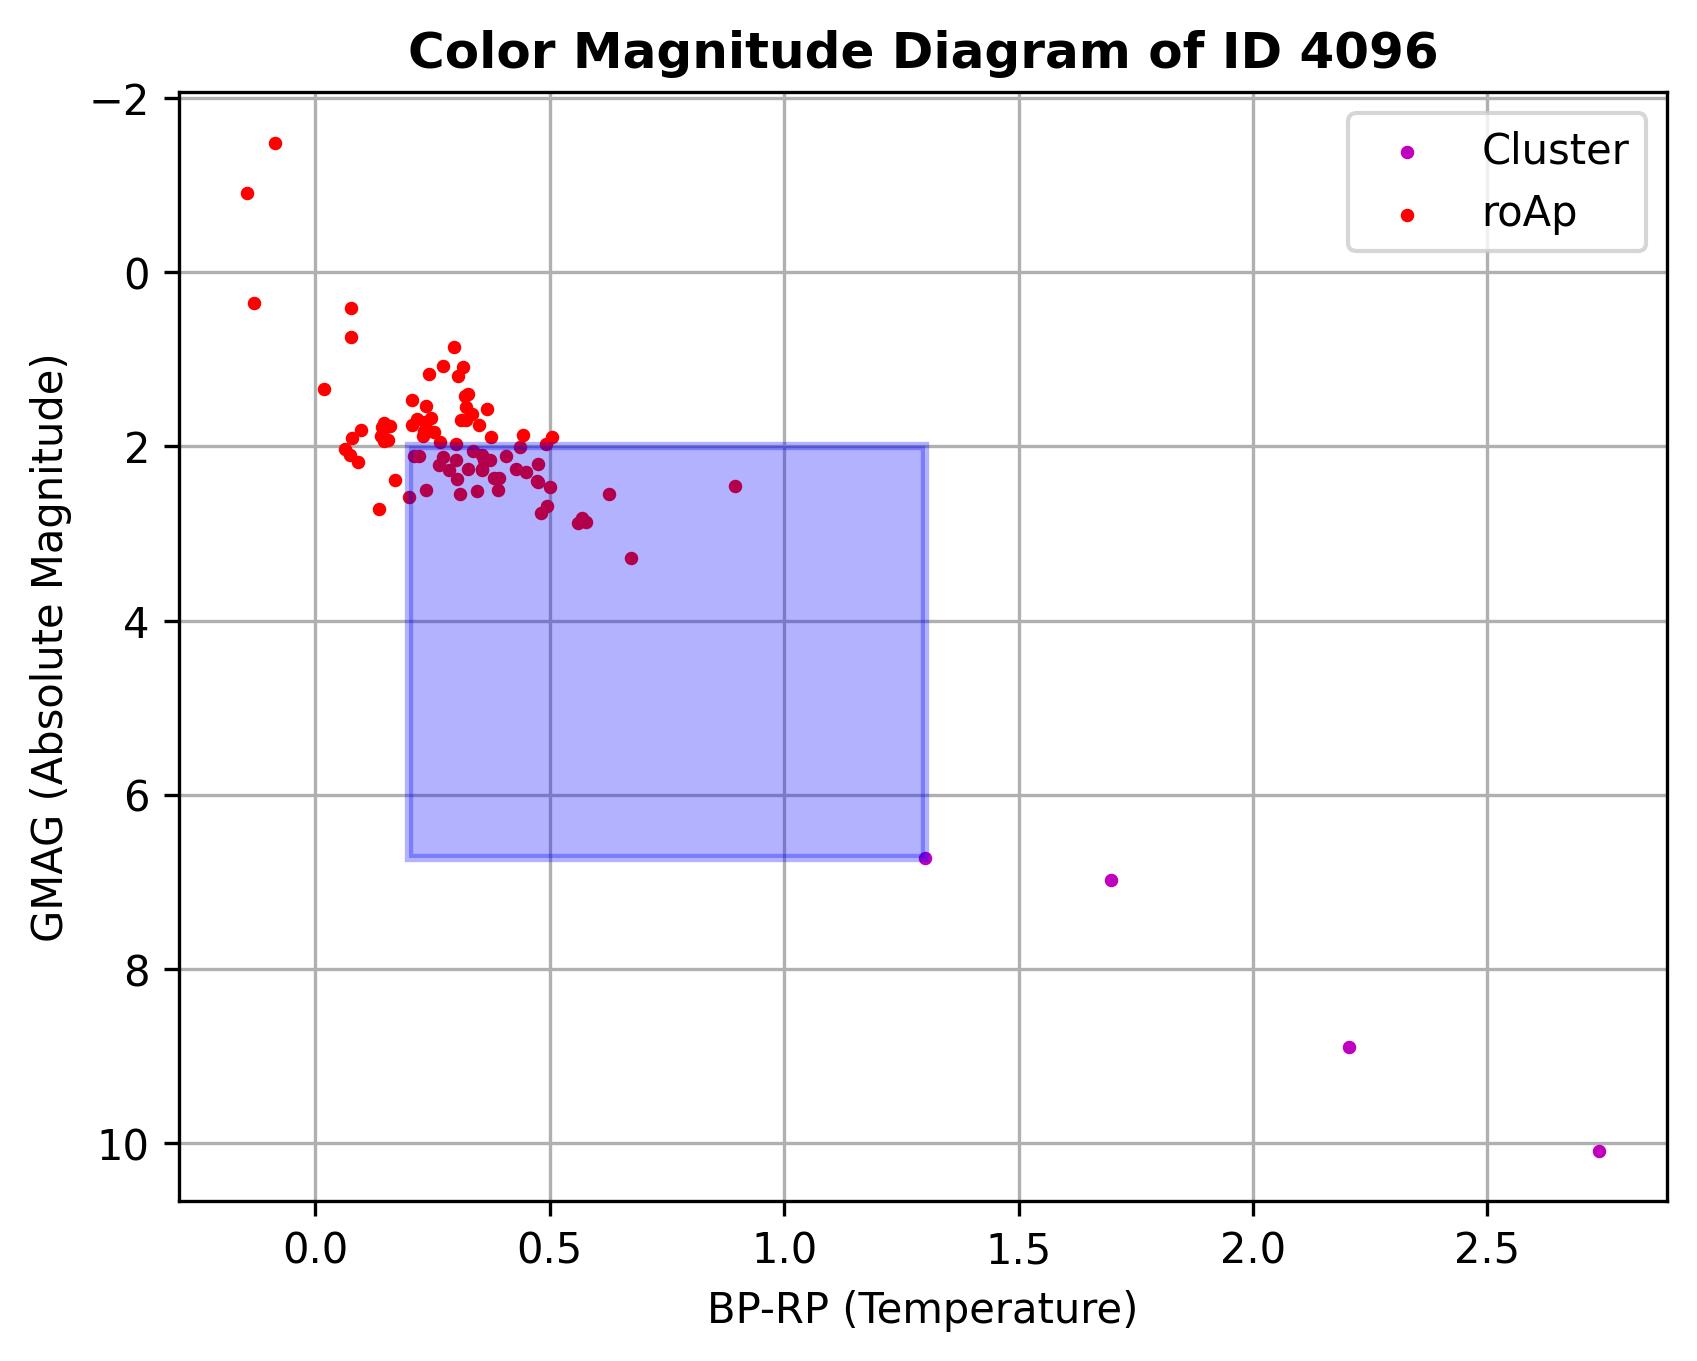 Color Magnitude Diagram of ID 4096
−2
0
2
4
6
8
10
GMAG (Absolute Magnitude)
Cluster
roAp
0.0 0.5 1.0 1.5 2.0 2.5
BP-RP (Temperature)